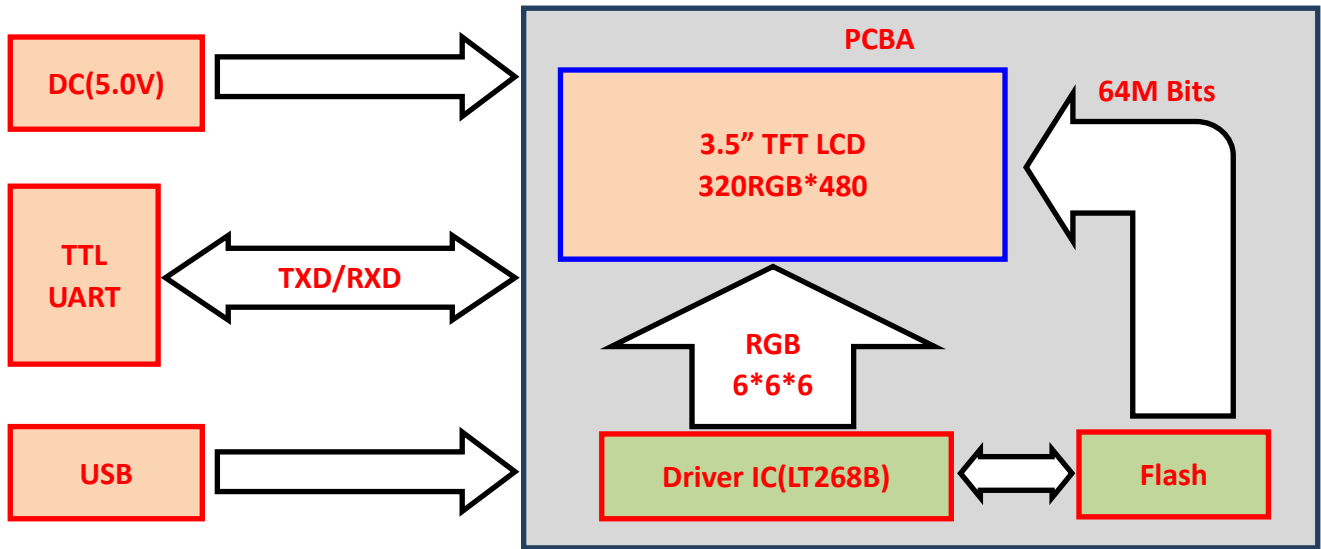 PCBA
DC(5.0V)
64M Bits
3.5” TFT LCD
320RGB*480
TTL
UART
TXD/RXD
RGB
6*6*6
USB
Driver IC(LT268B)
Flash